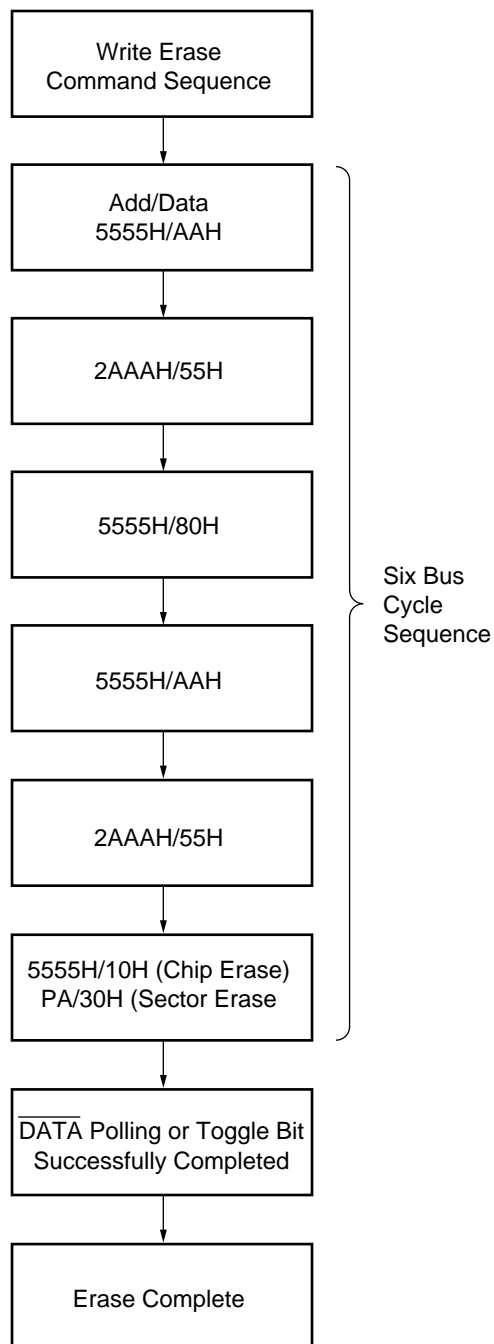 Write Erase
Command Sequence
Add/Data
5555H/AAH
2AAAH/55H
5555H/80H
5555H/AAH
2AAAH/55H
5555H/10H (Chip Erase)
PA/30H (Sector Erase
Six Bus
Cycle
Sequence
D̅A̅T̅A̅ Polling or Toggle Bit
Successfully Completed
Erase Complete